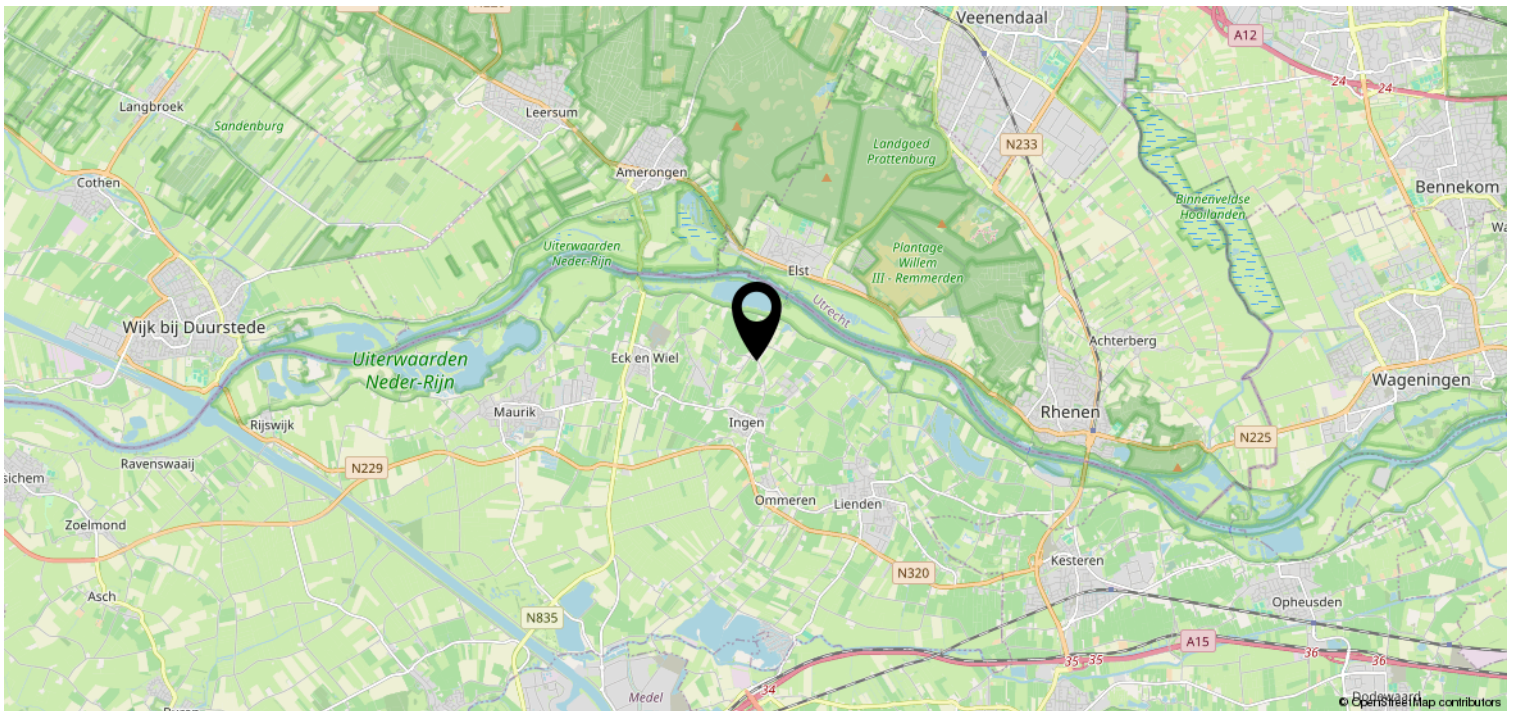 Veenendaal
A12
24
24
Langbroek
Sandenburg
Leersum
Landgoed
Prattenburg
N233
Amerongen
Cothen
Bennekom
Binnenveldse
Hooilanden
Uiterwaarden
Neder-Rijn
Plantage
Willem
III - Remmerden
Elst
Utrecht
Wijk bij Duurstede
Achterberg
Uiterwaarden
Neder-Rijn
Eck en Wiel
Wageningen
Maurik
Ingen
Rhenen
Rijswijk
N225
Ravenswaaij
N229
sichem
Ommeren
Lienden
Zoelmond
Kesteren
N320
Asch
Opheusden
N835
A15
35
35
36
36
34
Medel
Dodewaard
© OpenStreetMap contributors